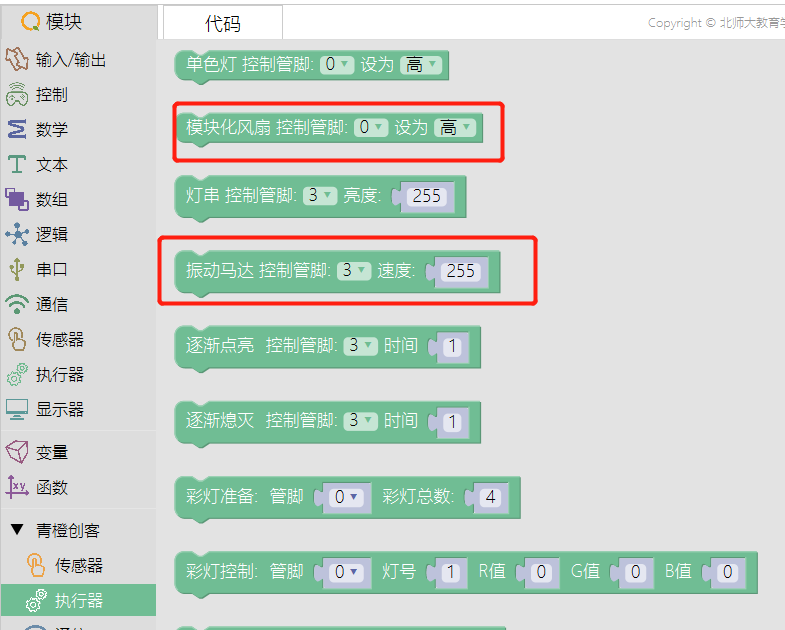 模块
代码
Copyright © 北师大教育学
输入/输出
控制
数学
文本
数组
逻辑
串口
通信
传感器
执行器
显示器
变量
函数
青橙创客
传感器
执行器
单色灯 控制管脚: 0 设为 高
模块化风扇 控制管脚: 0 设为 高
灯串 控制管脚: 3 亮度: 255
振动马达 控制管脚: 3 速度: 255
逐渐点亮 控制管脚: 3 时间 1
逐渐熄灭 控制管脚: 3 时间 1
彩灯准备: 管脚 0 彩灯总数: 4
彩灯控制: 管脚 0 灯号 1 R值 0 G值 0 B值 0